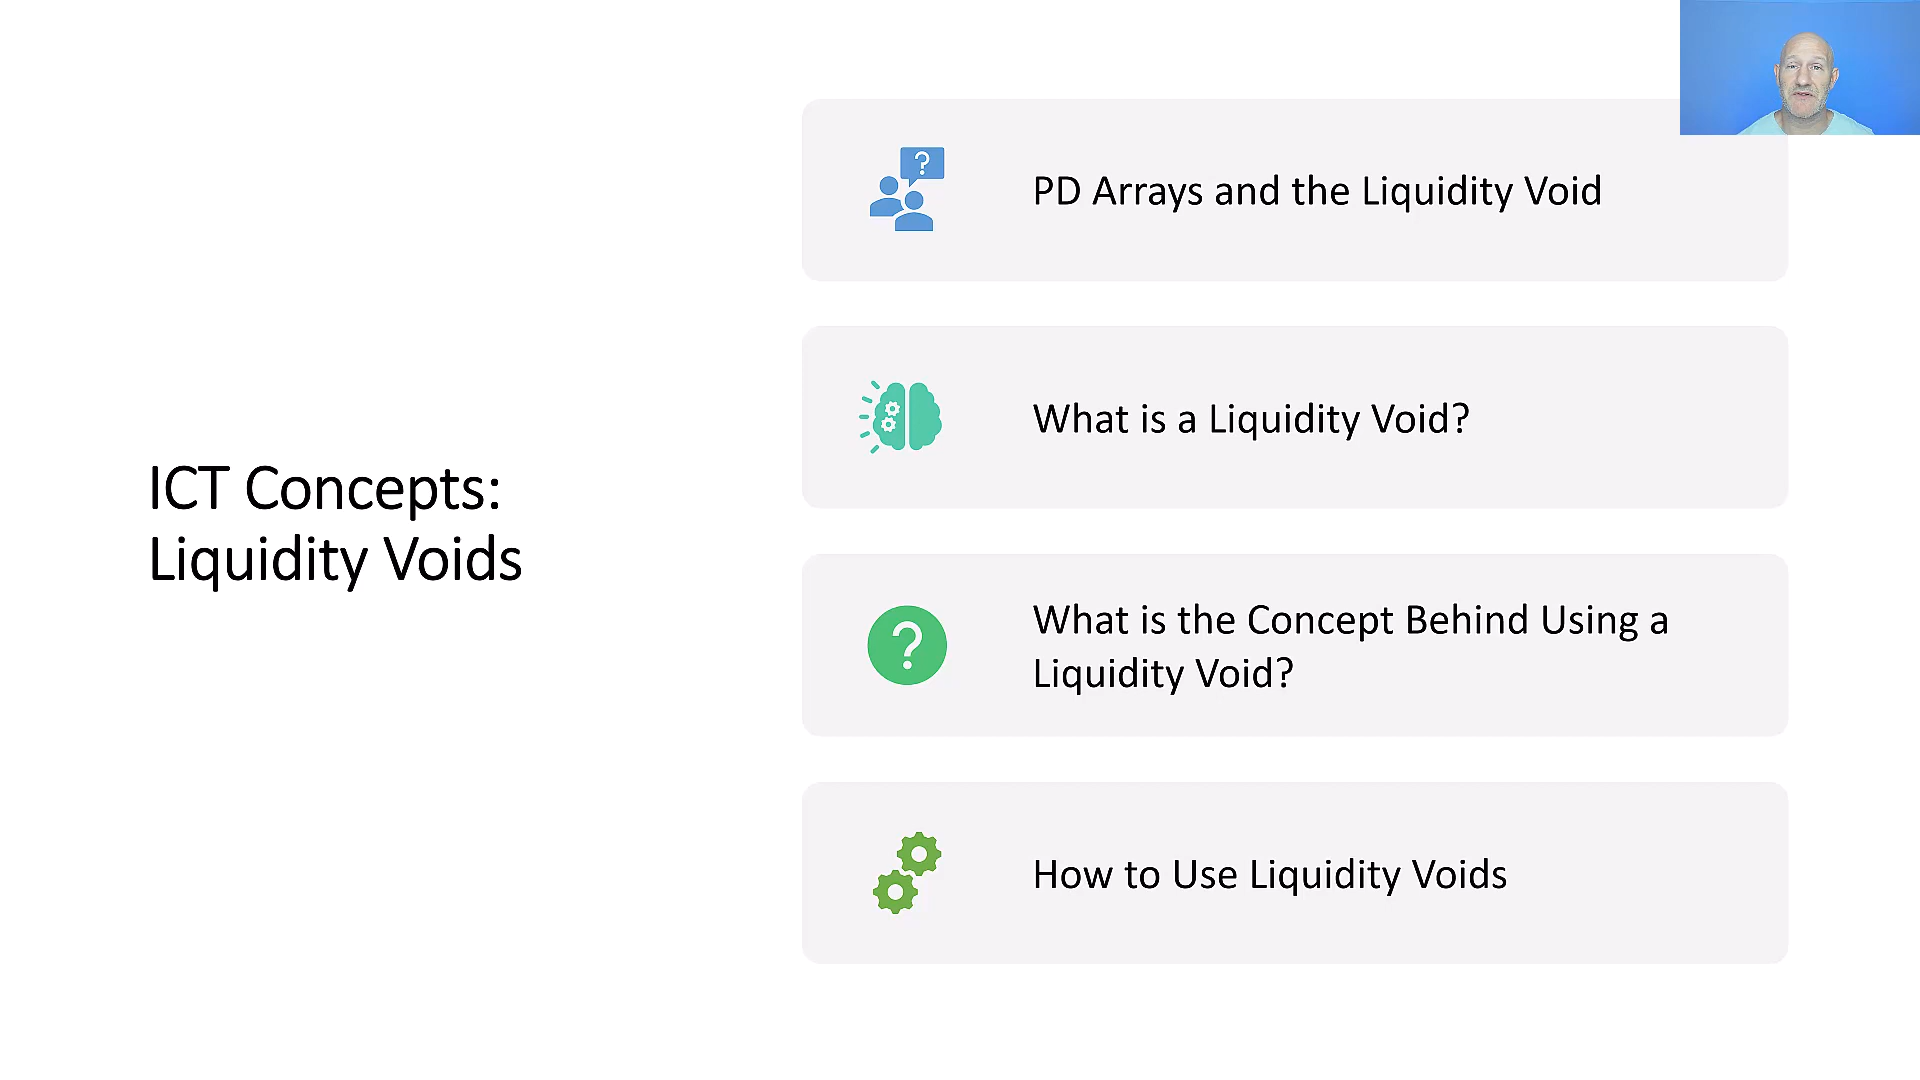 ICT Concepts:
Liquidity Voids
?
PD Arrays and the Liquidity Void
What is a Liquidity Void?
?
What is the Concept Behind Using a
Liquidity Void?
How to Use Liquidity Voids